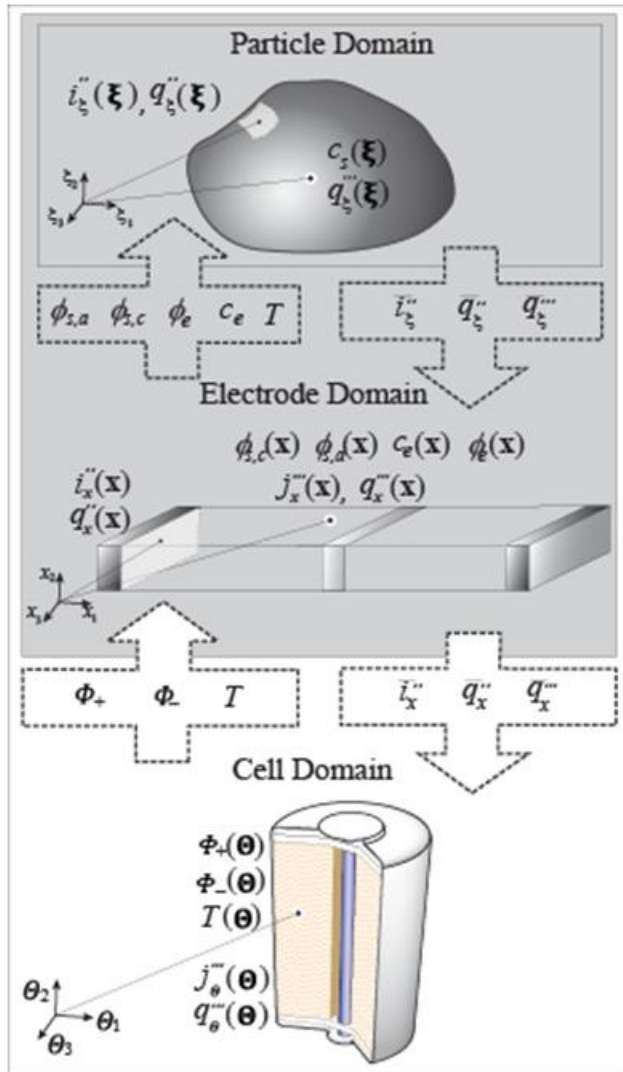 Particle Domain
i″ξ(ξ), q″ξ(ξ)
cs(ξ)
q‴ξ(ξ)
ξ2
ξ3 ξ1
ϕs,a ϕs,c ϕe ce T
i̅″ξ q̅″ξ q̅‴ξ
Electrode Domain
ϕs,c(x) ϕs,a(x) ce(x) ϕe(x)
i″x(x) j‴x(x), q‴x(x)
q″x(x)
x2
x3 x1
Φ+ Φ− T
i̅″x q̅″x q̅‴x
Cell Domain
Φ+(Θ)
Φ−(Θ)
T(Θ)
j‴Θ(Θ)
q‴Θ(Θ)
Θ2
Θ1
Θ3